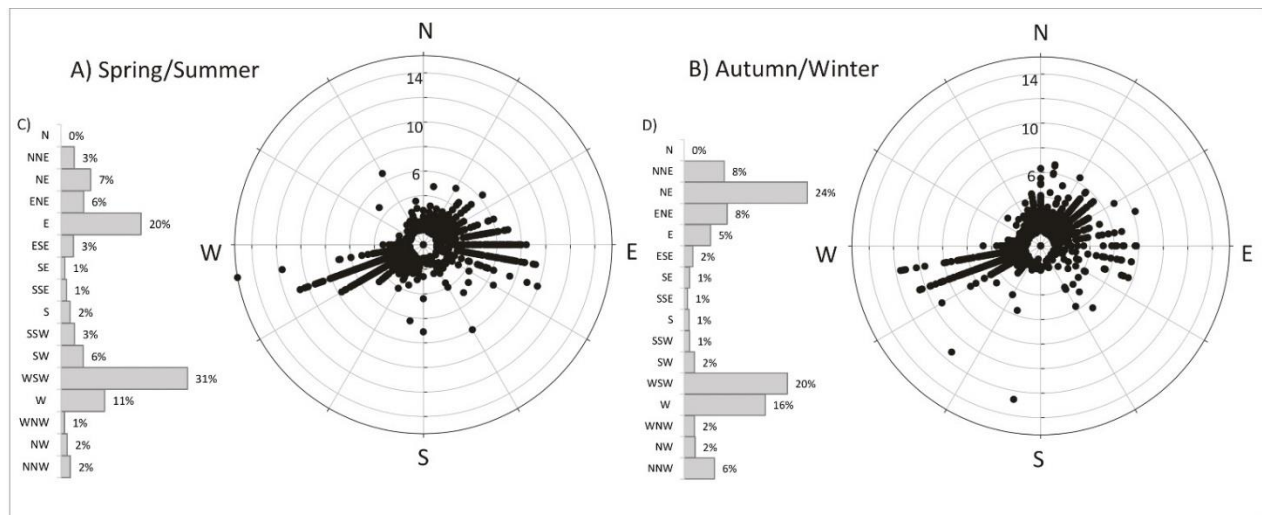 A) Spring/Summer
N
14
10
6
W
E
S
C)
N 0%
NNE 3%
NE 7%
ENE 6%
E 20%
ESE 3%
SE 1%
SSE 1%
S 2%
SSW 3%
SW 6%
WSW 31%
W 11%
WNW 1%
NW 2%
NNW 2%
B) Autumn/Winter
N
14
10
6
W
E
S
D)
N 0%
NNE 8%
NE 24%
ENE 8%
E 5%
ESE 2%
SE 1%
SSE 1%
S 1%
SSW 1%
SW 2%
WSW 20%
W 16%
WNW 2%
NW 2%
NNW 6%